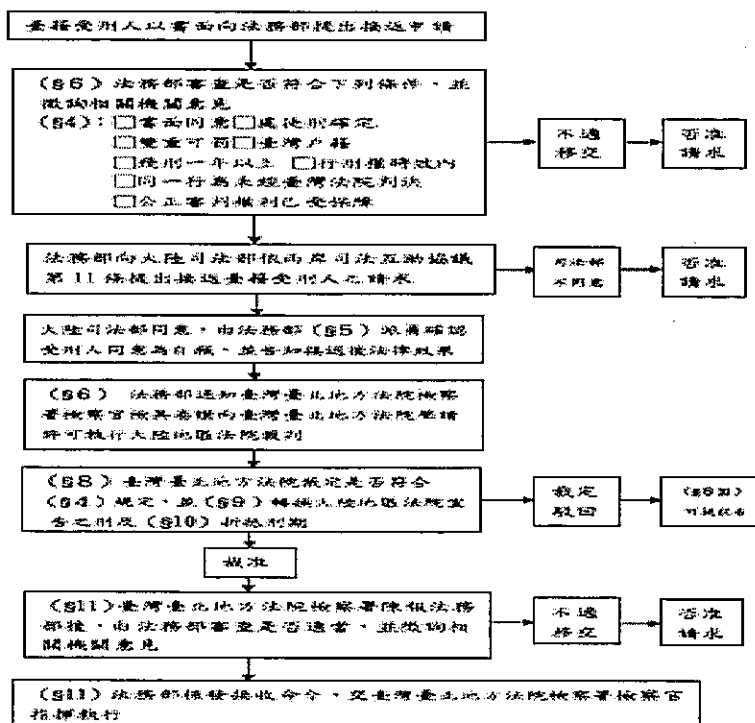 臺籍受刑人以書面向法務部提出接返申請
(§6) 法務部審查是否符合下列條件,並
徵詢相關機關意見
(§4):□書面同意□處徒刑確定
□雙重可罰□臺灣戶籍
□殘刑一年以上 □行刑權時效內
□同一行為未經臺灣法院判決
□公正審判權利已受保障
不適
移交
否准
請求
法務部向大陸司法部依兩岸司法互助協議
第 11 條提出接返臺籍受刑人之請求
司法部
不同意
否准
請求
大陸司法部同意,由法務部(§5)派員確認
受刑人同意為自願,並告知接返後法律效果
(§6) 法務部通知臺灣臺北地方法院檢察
署檢察官檢具卷證向臺灣臺北地方法院聲請
許可執行大陸地區法院裁判
(§8)臺灣臺北地方法院裁定是否符合
(§4)規定,並(§9)轉換大陸地區法院宣
告之刑及(§10)折抵刑期
裁定
駁回
裁准
(§11)臺灣臺北地方法院檢察署陳報法務
部後,由法務部審查是否適當,並徵詢相
關機關意見
不適
移交
否准
請求
(§11)法務部核發接收命令,交臺灣臺北地方法院檢察署檢察官
指揮執行